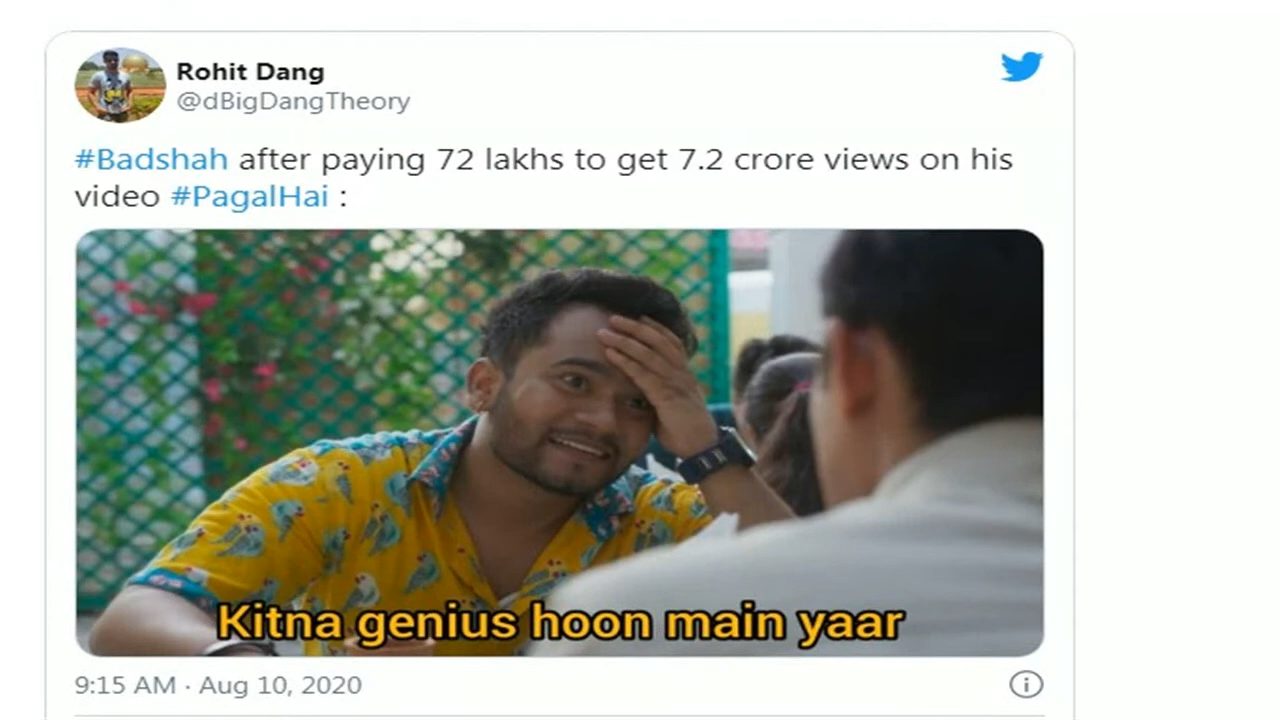 Rohit Dang
@dBigDangTheory
#Badshah after paying 72 lakhs to get 7.2 crore views on his
video #PagalHai :
Kitna genius hoon main yaar
9:15 AM · Aug 10, 2020